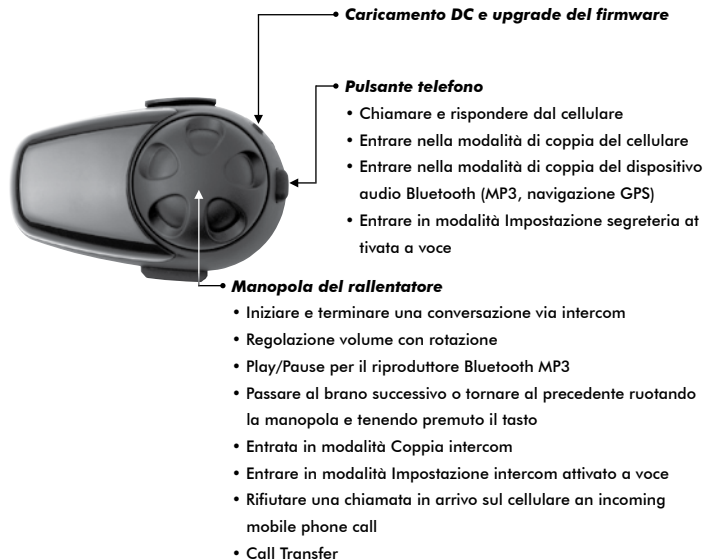 Caricamento DC e upgrade del firmware
Pulsante telefono
• Chiamare e rispondere dal cellulare
• Entrare nella modalità di coppia del cellulare
• Entrare nella modalità di coppia del dispositivo
audio Bluetooth (MP3, navigazione GPS)
• Entrare in modalità Impostazione segreteria at
tivata a voce
Manopola del rallentatore
• Iniziare e terminare una conversazione via intercom
• Regolazione volume con rotazione
• Play/Pause per il riproduttore Bluetooth MP3
• Passare al brano successivo o tornare al precedente ruotando
la manopola e tenendo premuto il tasto
• Entrata in modalità Coppia intercom
• Entrare in modalità Impostazione intercom attivato a voce
• Rifiutare una chiamata in arrivo sul cellulare an incoming
mobile phone call
• Call Transfer